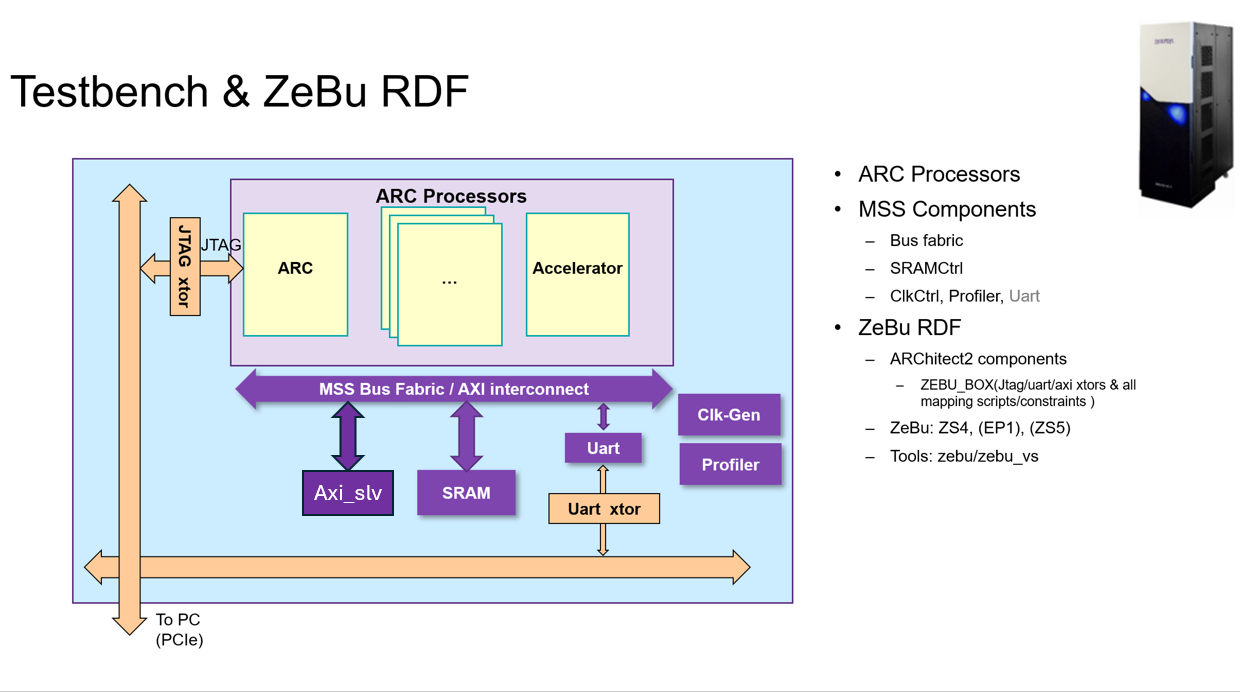 Testbench & ZeBu RDF
ARC Processors
JTAG xtor
JTAG
ARC
...
Accelerator
MSS Bus Fabric / AXI interconnect
Clk-Gen
Uart
Profiler
Axi_slv
SRAM
Uart xtor
To PC
(PCIe)
• ARC Processors
• MSS Components
– Bus fabric
– SRAMCtrl
– ClkCtrl, Profiler, Uart
• ZeBu RDF
– ARChitect2 components
– ZEBU_BOX(Jtag/uart/axi xtors & all
mapping scripts/constraints )
– ZeBu: ZS4, (EP1), (ZS5)
– Tools: zebu/zebu_vs